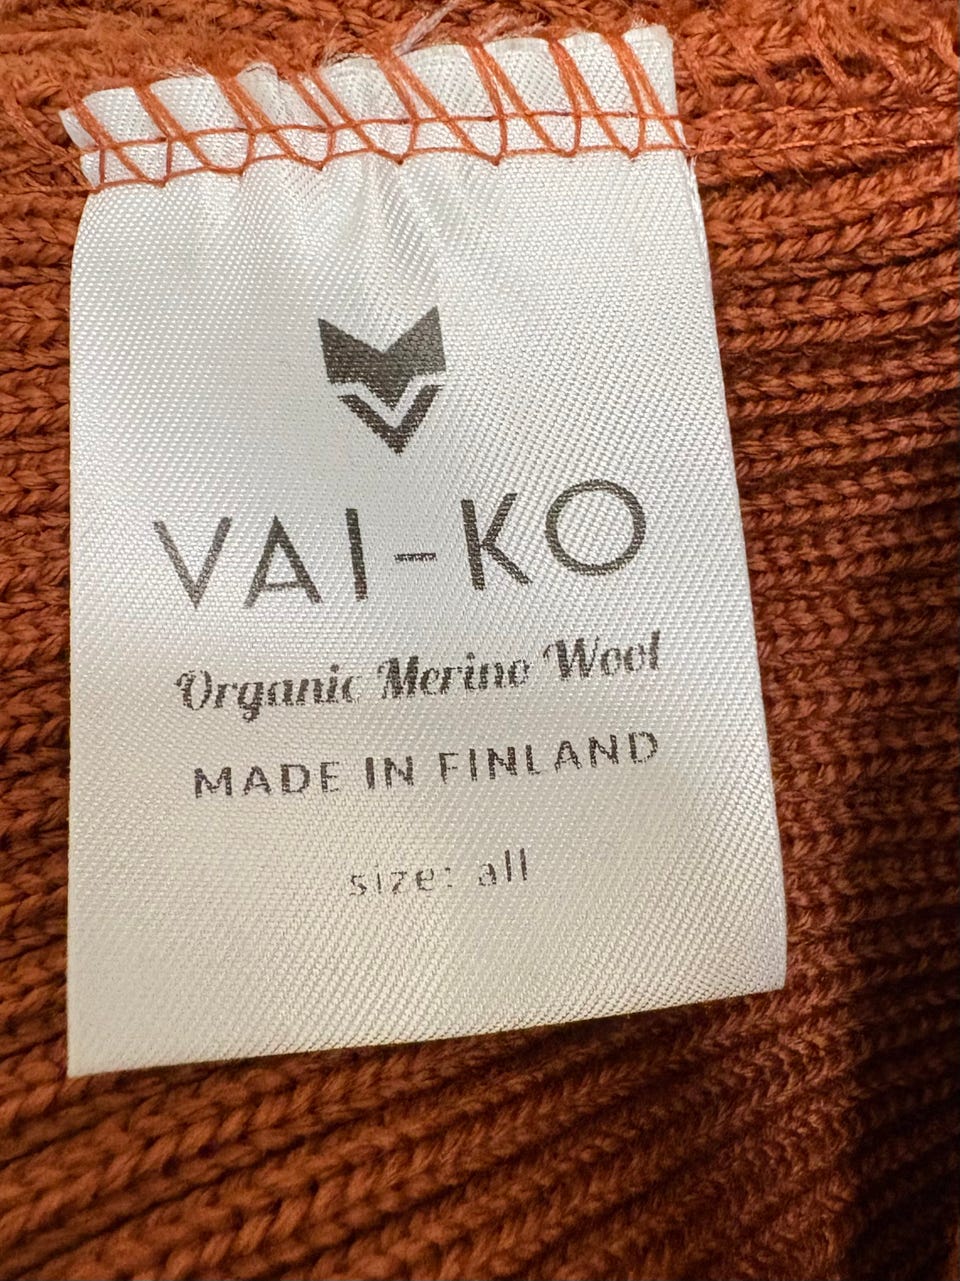 VAI-KO
Organic Merino Wool
MADE IN FINLAND
size: all